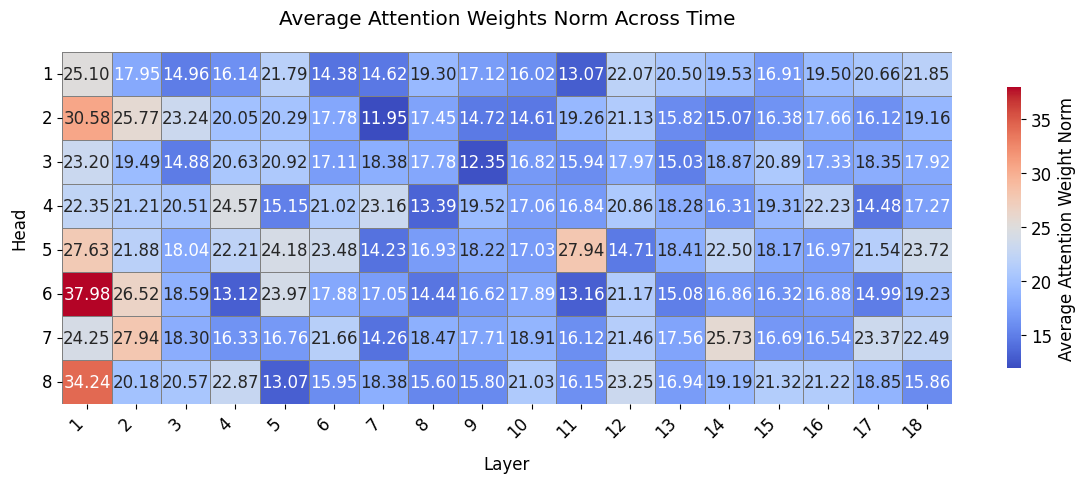 Average Attention Weights Norm Across Time
1 25.10 17.95 14.96 16.14 21.79 14.38 14.62 19.30 17.12 16.02 13.07 22.07 20.50 19.53 16.91 19.50 20.66 21.85
2 30.58 25.77 23.24 20.05 20.29 17.78 11.95 17.45 14.72 14.61 19.26 21.13 15.82 15.07 16.38 17.66 16.12 19.16
3 23.20 19.49 14.88 20.63 20.92 17.11 18.38 17.78 12.35 16.82 15.94 17.97 15.03 18.87 20.89 17.33 18.35 17.92
4 22.35 21.21 20.51 24.57 15.15 21.02 23.16 13.39 19.52 17.06 16.84 20.86 18.28 16.31 19.31 22.23 14.48 17.27
5 27.63 21.88 18.04 22.21 24.18 23.48 14.23 16.93 18.22 17.03 27.94 14.71 18.41 22.50 18.17 16.97 21.54 23.72
6 37.98 26.52 18.59 13.12 23.97 17.88 17.05 14.44 16.62 17.89 13.16 21.17 15.08 16.86 16.32 16.88 14.99 19.23
7 24.25 27.94 18.30 16.33 16.76 21.66 14.26 18.47 17.71 18.91 16.12 21.46 17.56 25.73 16.69 16.54 23.37 22.49
8 34.24 20.18 20.57 22.87 13.07 15.95 18.38 15.60 15.80 21.03 16.15 23.25 16.94 19.19 21.32 21.22 18.85 15.86
1 2 3 4 5 6 7 8 9 10 11 12 13 14 15 16 17 18
Layer
Head
35
30
25
20
15
Average Attention Weight Norm